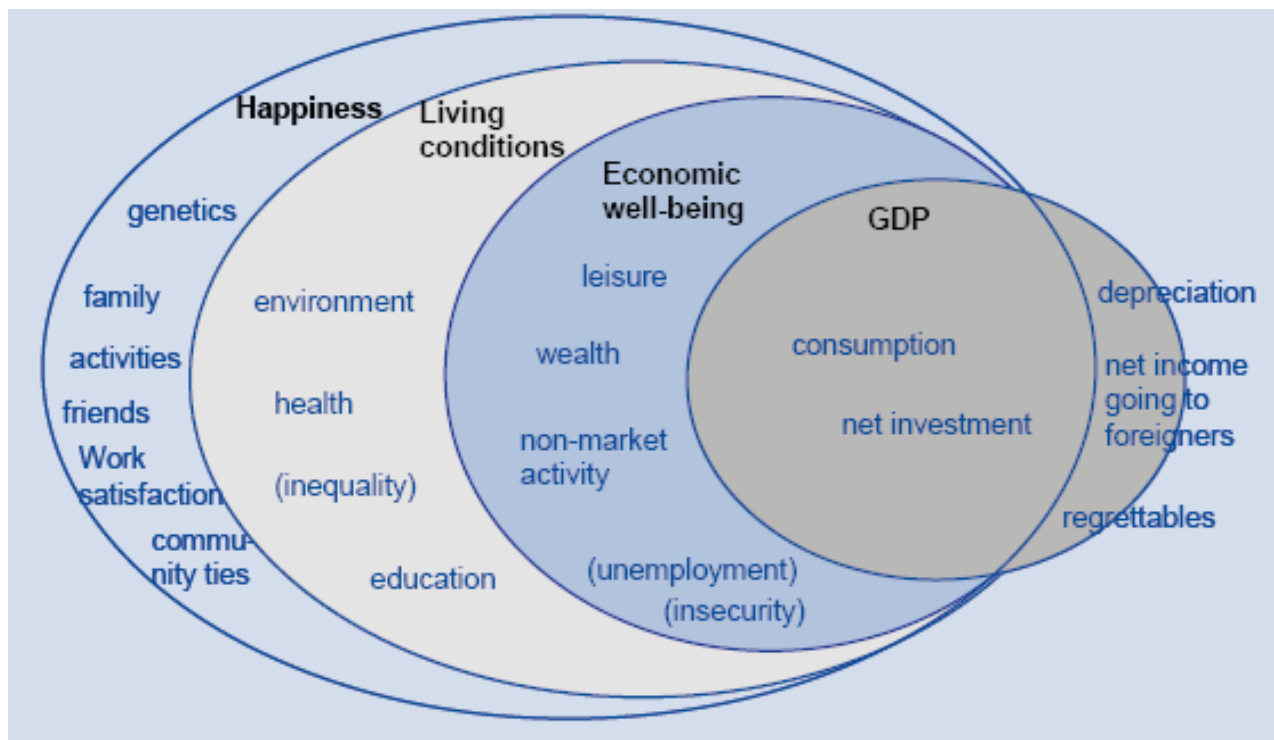 Happiness
Living
conditions
Economic
well-being
GDP
genetics
family
activities
friends
Work
satisfaction
commu-
nity ties
environment
health
(inequality)
education
leisure
wealth
non-market
activity
(unemployment)
(insecurity)
consumption
net investment
depreciation
net income
going to
foreigners
regrettables